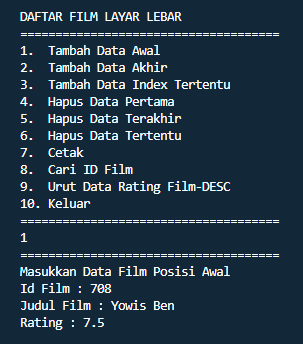 DAFTAR FILM LAYAR LEBAR
=====================================
1. Tambah Data Awal
2. Tambah Data Akhir
3. Tambah Data Index Tertentu
4. Hapus Data Pertama
5. Hapus Data Terakhir
6. Hapus Data Tertentu
7. Cetak
8. Cari ID Film
9. Urut Data Rating Film-DESC
10. Keluar
=====================================
1
=====================================
Masukkan Data Film Posisi Awal
Id Film : 708
Judul Film : Yowis Ben
Rating : 7.5